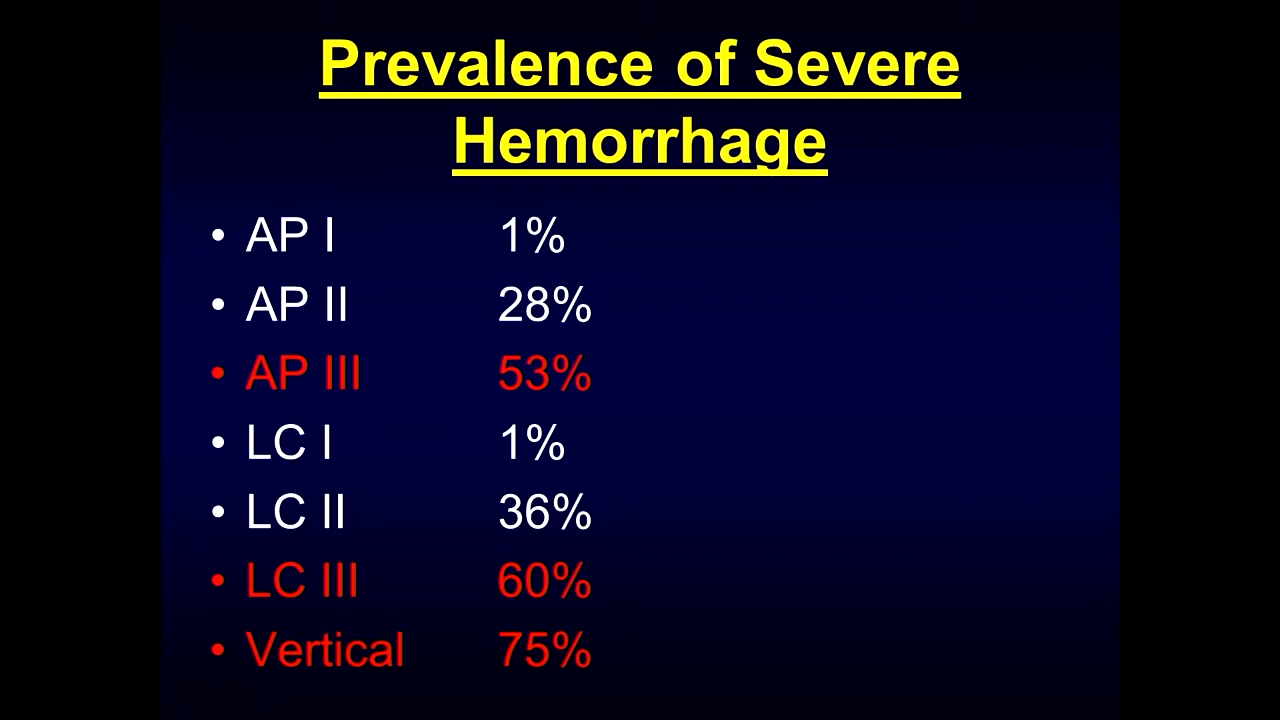 Prevalence of Severe
Hemorrhage
• AP I 1%
• AP II 28%
• AP III 53%
• LC I 1%
• LC II 36%
• LC III 60%
• Vertical 75%